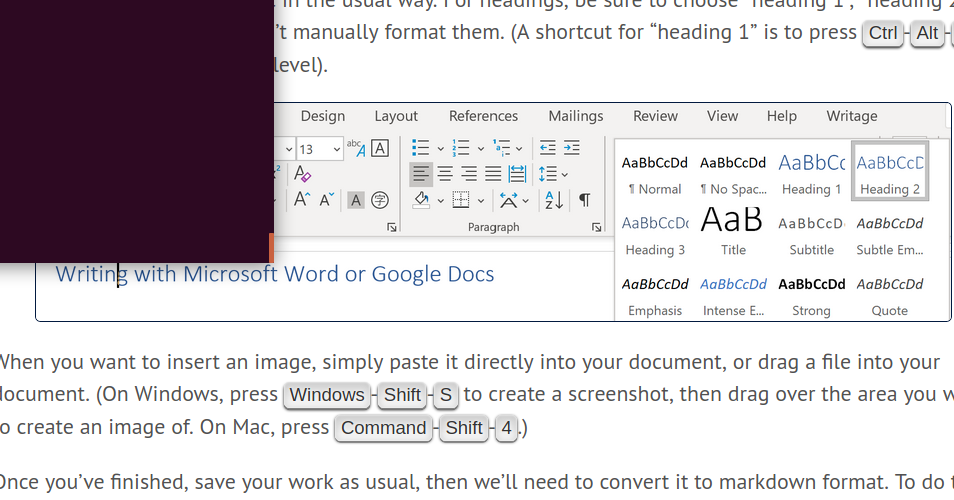 in the usual way. For headings, be sure to choose “heading 1”, “heading 2
’t manually format them. (A shortcut for “heading 1” is to press Ctrl-Alt-
level).
Design Layout References Mailings Review View Help Writage
13 abc A A
AaBbCcDd AaBbCcDd AaBbCc AaBbCcD
¶ Normal ¶ No Spac... Heading 1 Heading 2
AaBbCcDc AaB AaBbCcD AaBbCcDd
Heading 3 Title Subtitle Subtle Em...
AaBbCcDd AaBbCcDd AaBbCcDd AaBbCcDd
Emphasis Intense E... Strong Quote
Paragraph
Writing with Microsoft Word or Google Docs
When you want to insert an image, simply paste it directly into your document, or drag a file into your
document. (On Windows, press Windows-Shift-S to create a screenshot, then drag over the area you w
to create an image of. On Mac, press Command-Shift-4.)
Once you’ve finished, save your work as usual, then we’ll need to convert it to markdown format. To do t